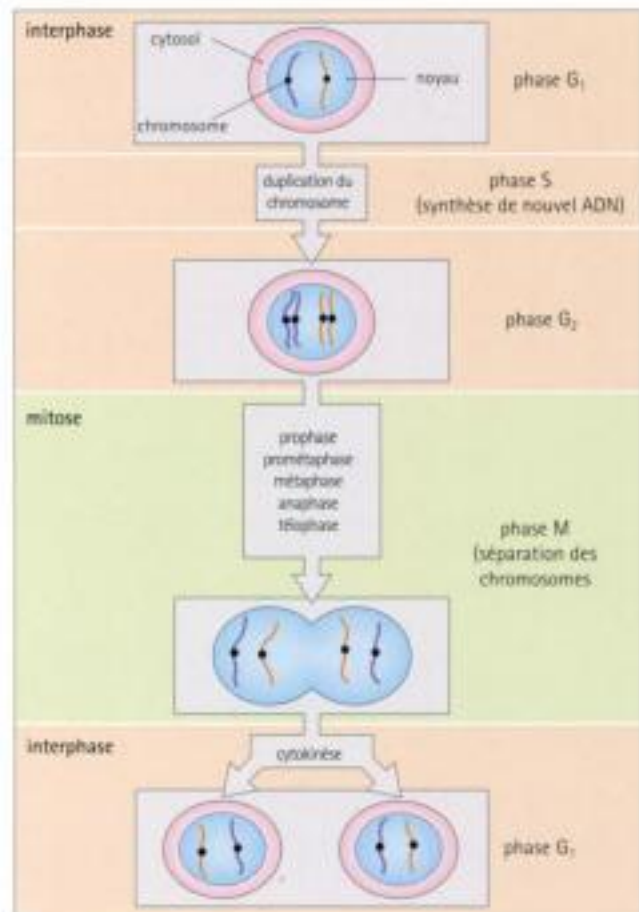 interphase
cytosol
noyau
chromosome
phase G₁
duplication du
chromosome
phase S
(synthèse de nouvel ADN)
phase G₂
mitose
prophase
prométaphase
métaphase
anaphase
télophase
phase M
(séparation des
chromosomes
interphase
cytokinèse
phase G₁